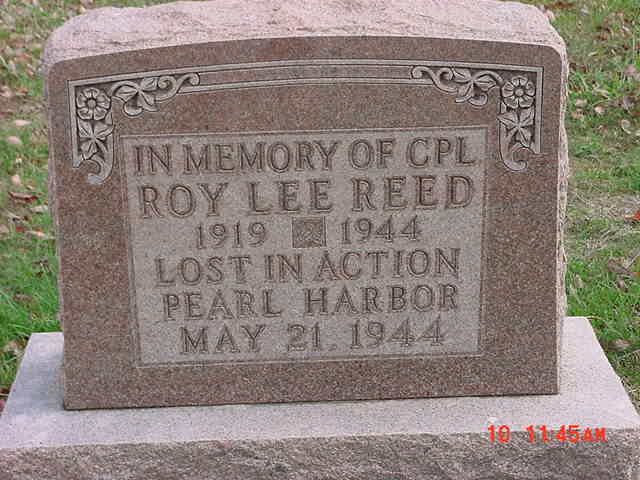 IN MEMORY OF CPL
ROY LEE REED
1919 1944
LOST IN ACTION
PEARL HARBOR
MAY 21, 1944
10 11:45AM